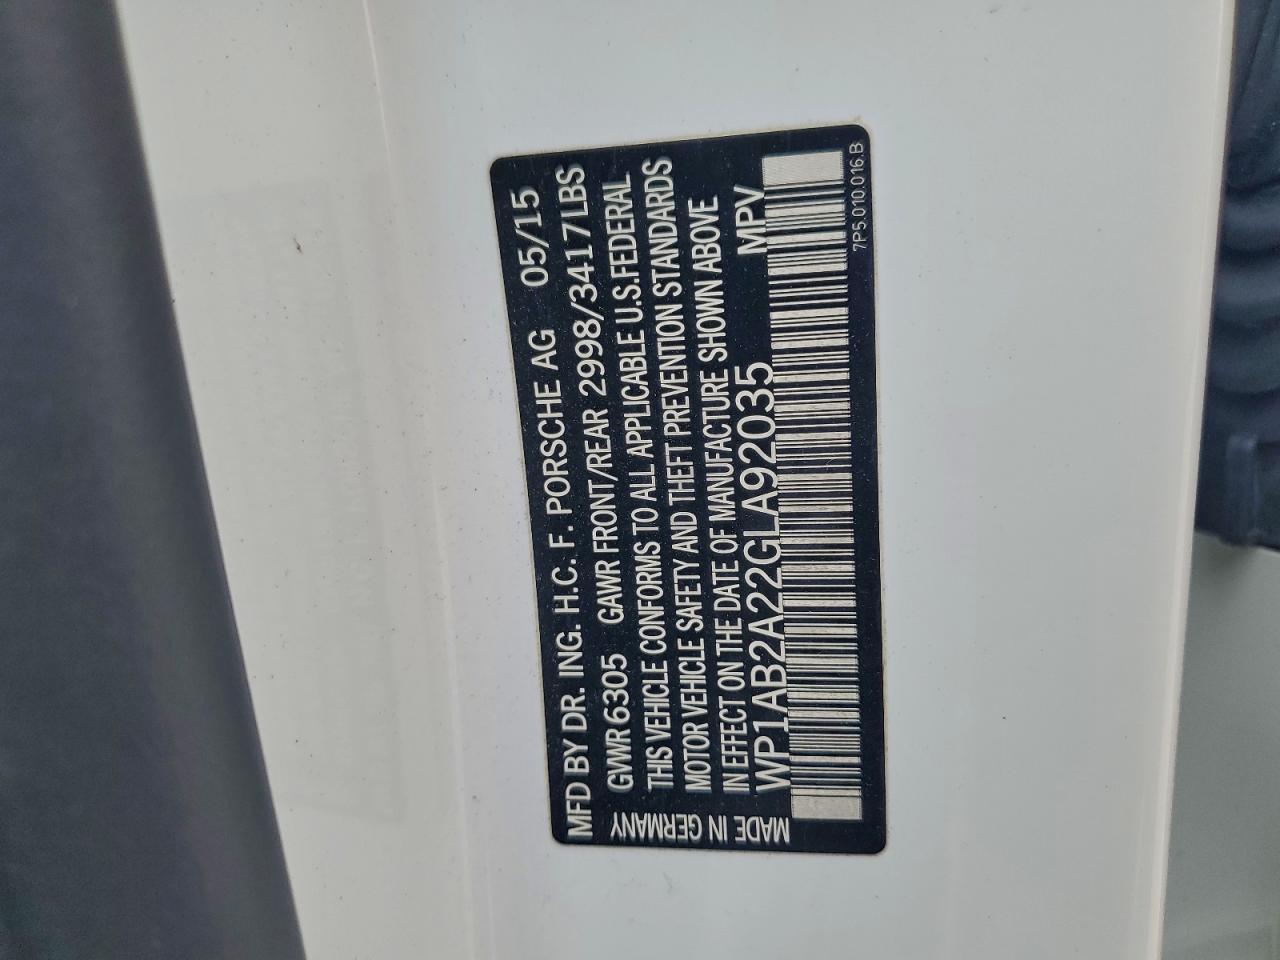 MFD BY DR. ING. H.C. F. PORSCHE AG 05/15
GVWR 6305 GAWR FRONT/REAR 2998/3417LBS
THIS VEHICLE CONFORMS TO ALL APPLICABLE U.S.FEDERAL
MOTOR VEHICLE SAFETY AND THEFT PREVENTION STANDARDS
IN EFFECT ON THE DATE OF MANUFACTURE SHOWN ABOVE
WP1AB2A22GLA92035 MPV
MADE IN GERMANY
7P5.010.016.B